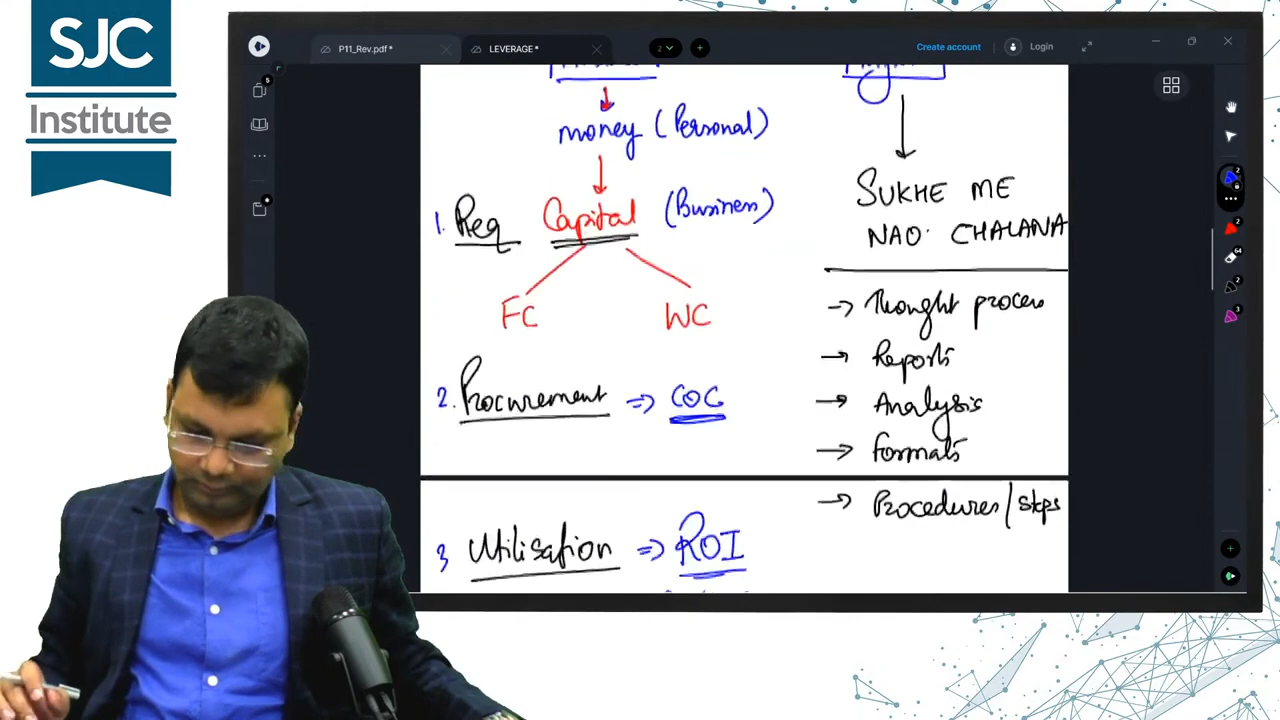 SJC
Institute
P11_Rev.pdf*
LEVERAGE*
2
Create account
Login
money (Personal)
1. Req Capital (Business)
FC WC
2. Procurement => COC
3 Utilisation => ROI
SUKHE ME
NAO CHALANA
→ Thought process
→ Reports
→ Analysis
→ Formats
→ Procedures/Steps